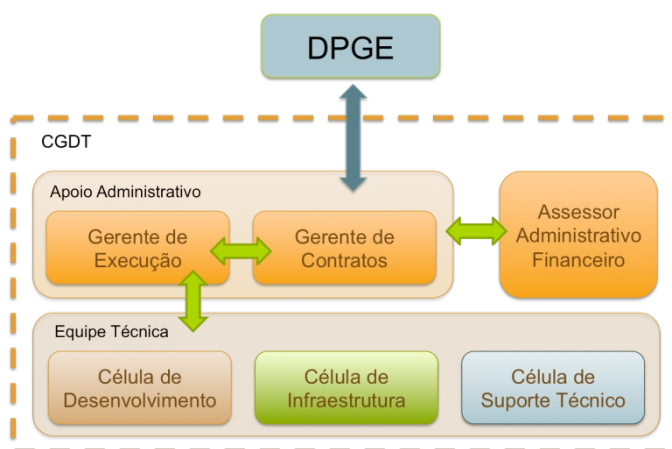 DPGE
CGDT
Apoio Administrativo
Gerente de
Execução
Gerente de
Contratos
Assessor
Administrativo
Financeiro
Equipe Técnica
Célula de
Desenvolvimento
Célula de
Infraestrutura
Célula de
Suporte Técnico